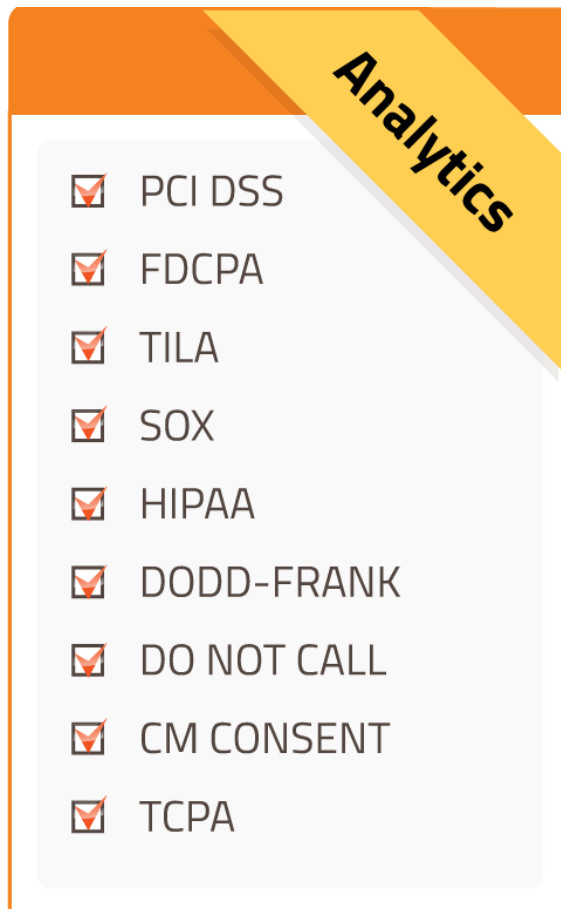 Analytics
PCI DSS
FDCPA
TILA
SOX
HIPAA
DODD-FRANK
DO NOT CALL
CM CONSENT
TCPA